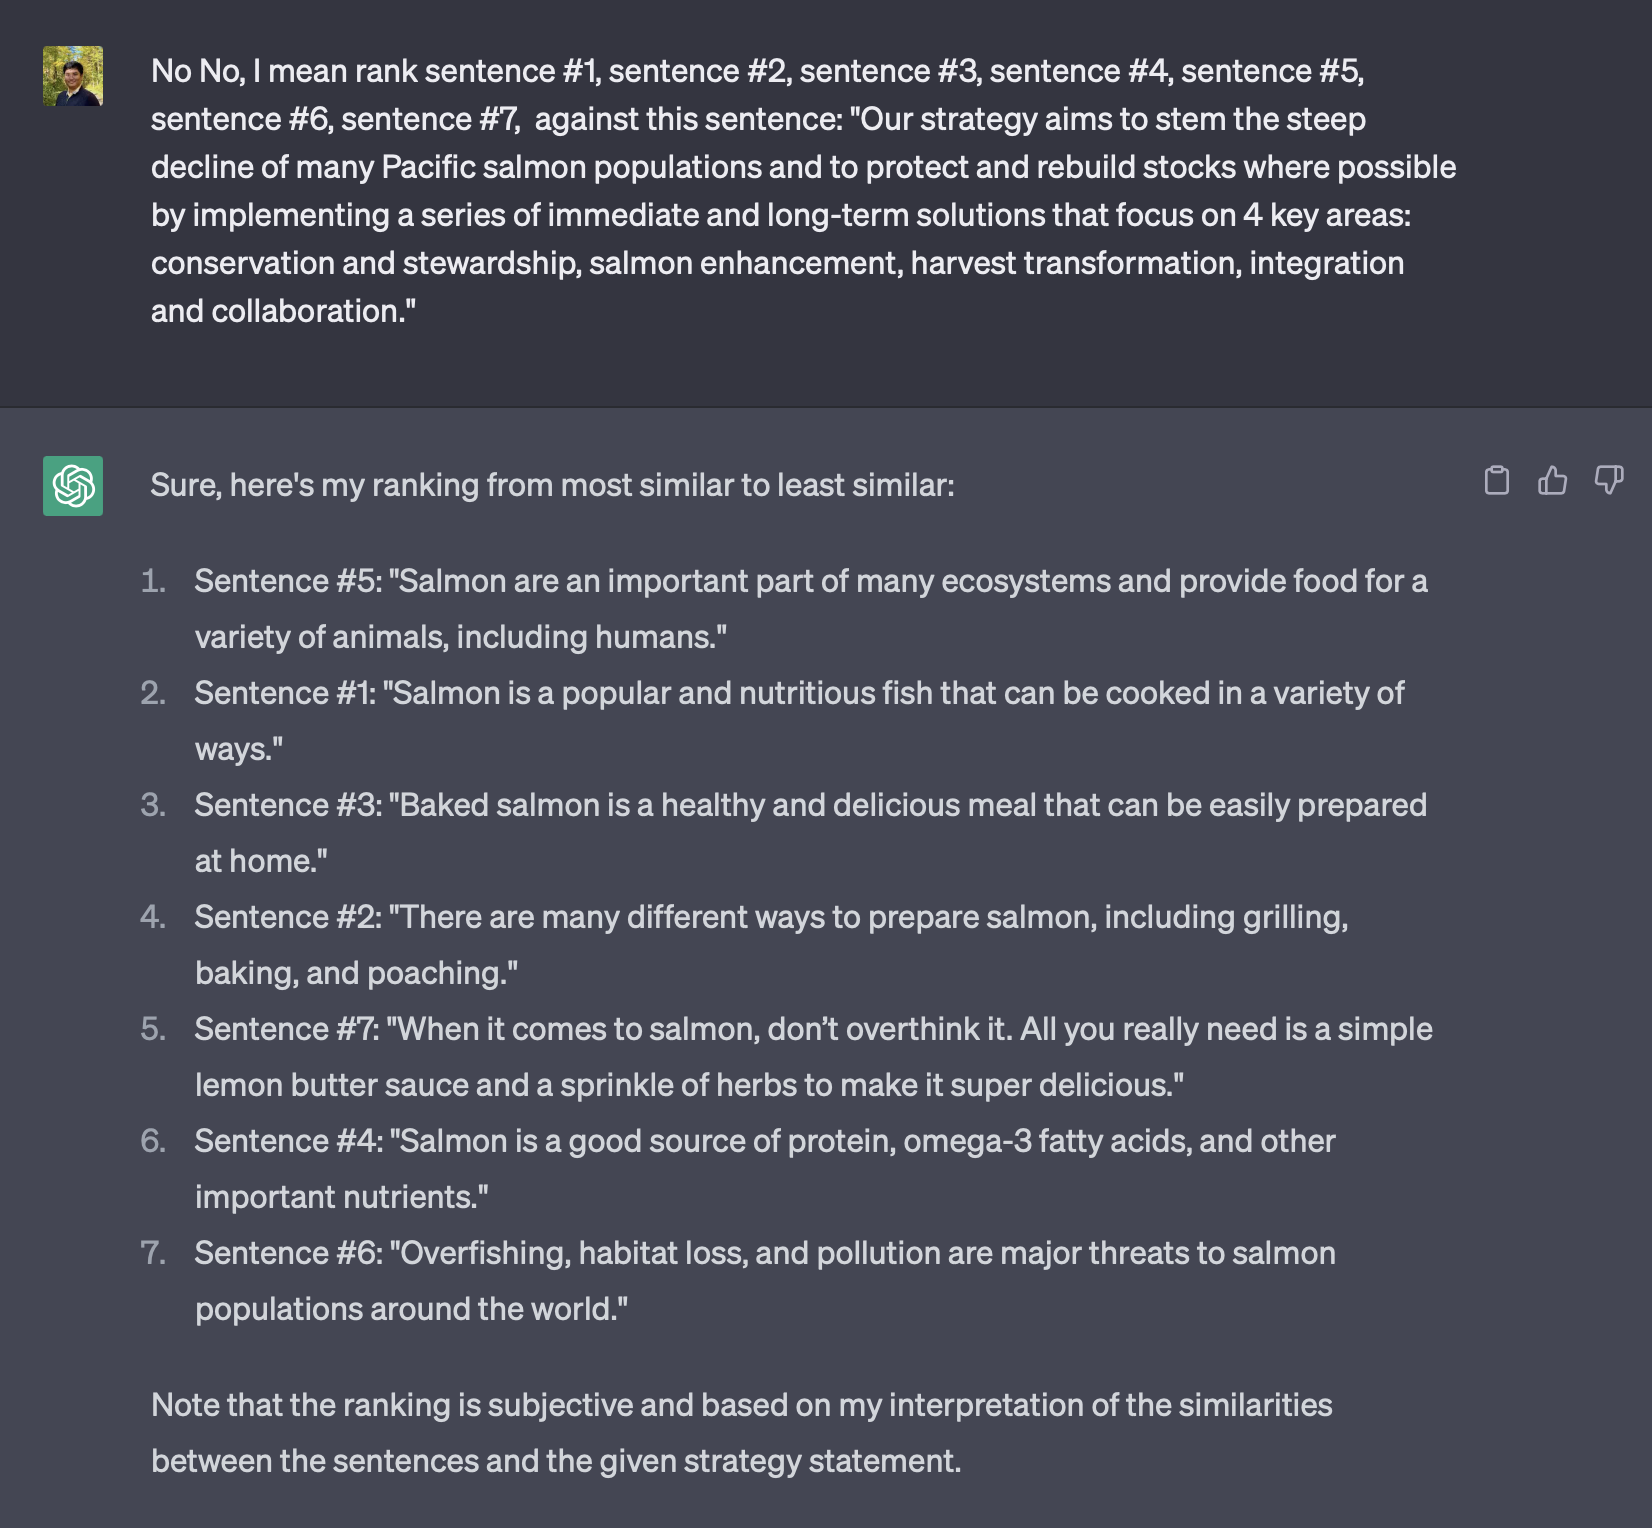 No No, I mean rank sentence #1, sentence #2, sentence #3, sentence #4, sentence #5,
sentence #6, sentence #7,  against this sentence: "Our strategy aims to stem the steep
decline of many Pacific salmon populations and to protect and rebuild stocks where possible
by implementing a series of immediate and long-term solutions that focus on 4 key areas:
conservation and stewardship, salmon enhancement, harvest transformation, integration
and collaboration."
Sure, here's my ranking from most similar to least similar:
1. Sentence #5: "Salmon are an important part of many ecosystems and provide food for a
variety of animals, including humans."
2. Sentence #1: "Salmon is a popular and nutritious fish that can be cooked in a variety of
ways."
3. Sentence #3: "Baked salmon is a healthy and delicious meal that can be easily prepared
at home."
4. Sentence #2: "There are many different ways to prepare salmon, including grilling,
baking, and poaching."
5. Sentence #7: "When it comes to salmon, don’t overthink it. All you really need is a simple
lemon butter sauce and a sprinkle of herbs to make it super delicious."
6. Sentence #4: "Salmon is a good source of protein, omega-3 fatty acids, and other
important nutrients."
7. Sentence #6: "Overfishing, habitat loss, and pollution are major threats to salmon
populations around the world."
Note that the ranking is subjective and based on my interpretation of the similarities
between the sentences and the given strategy statement.